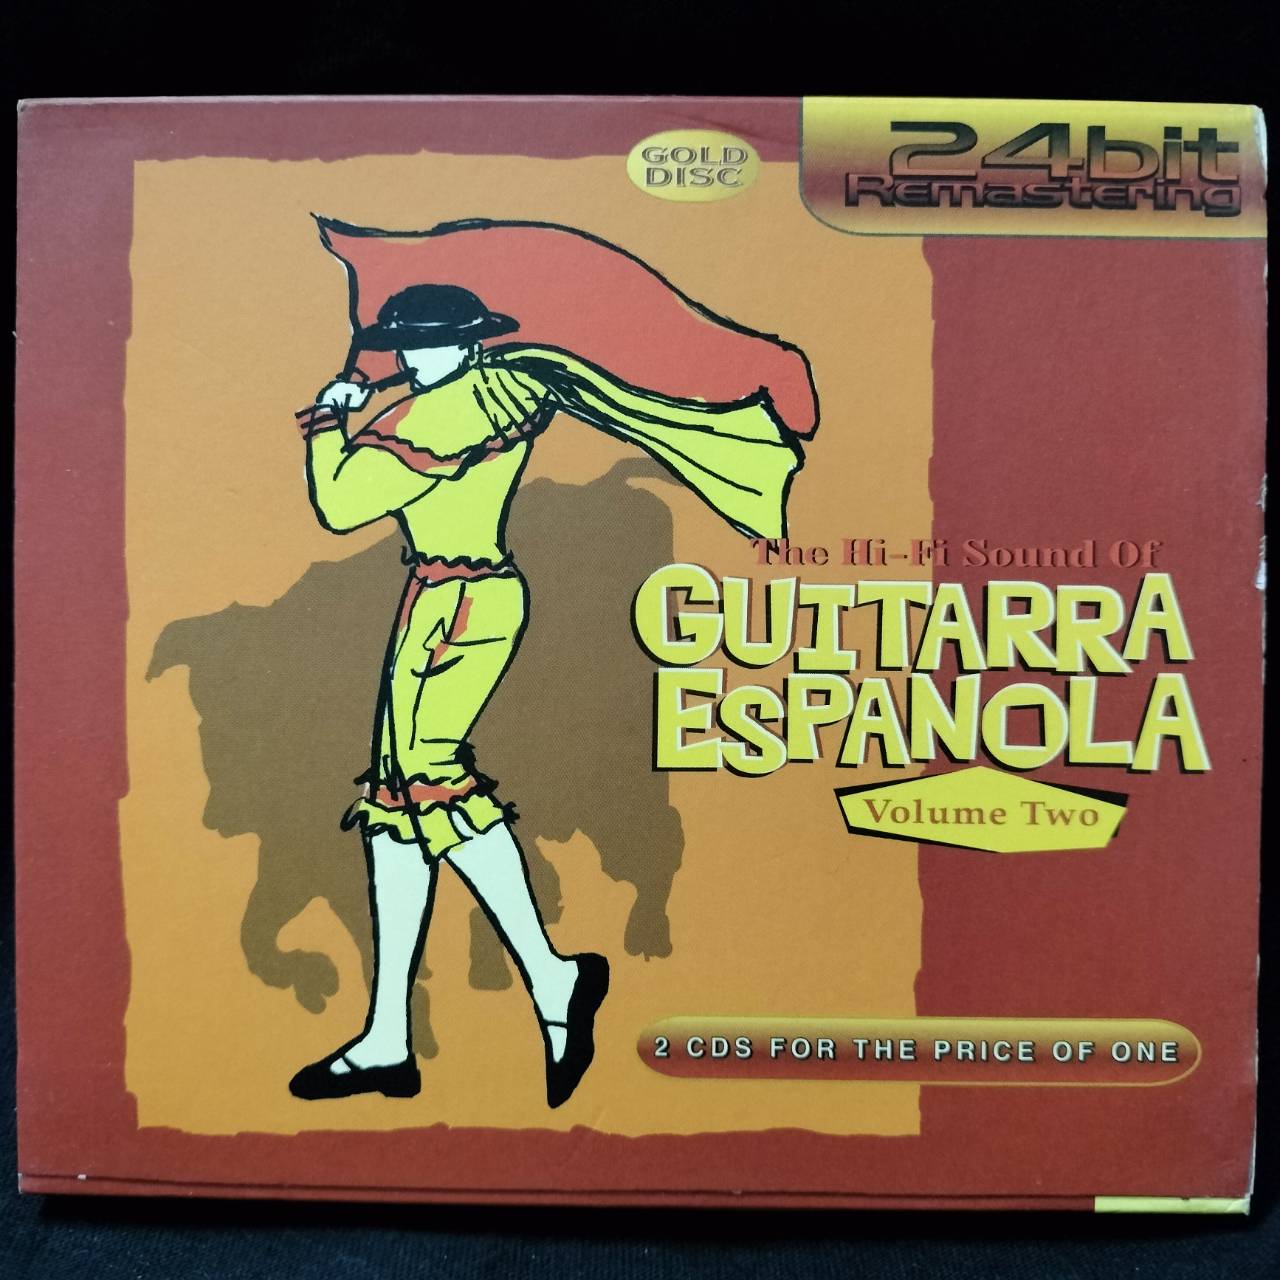 GOLD
DISC
24bit
Remastering
The Hi-Fi Sound Of
GUITARRA
ESPANOLA
Volume Two
2 CDS FOR THE PRICE OF ONE